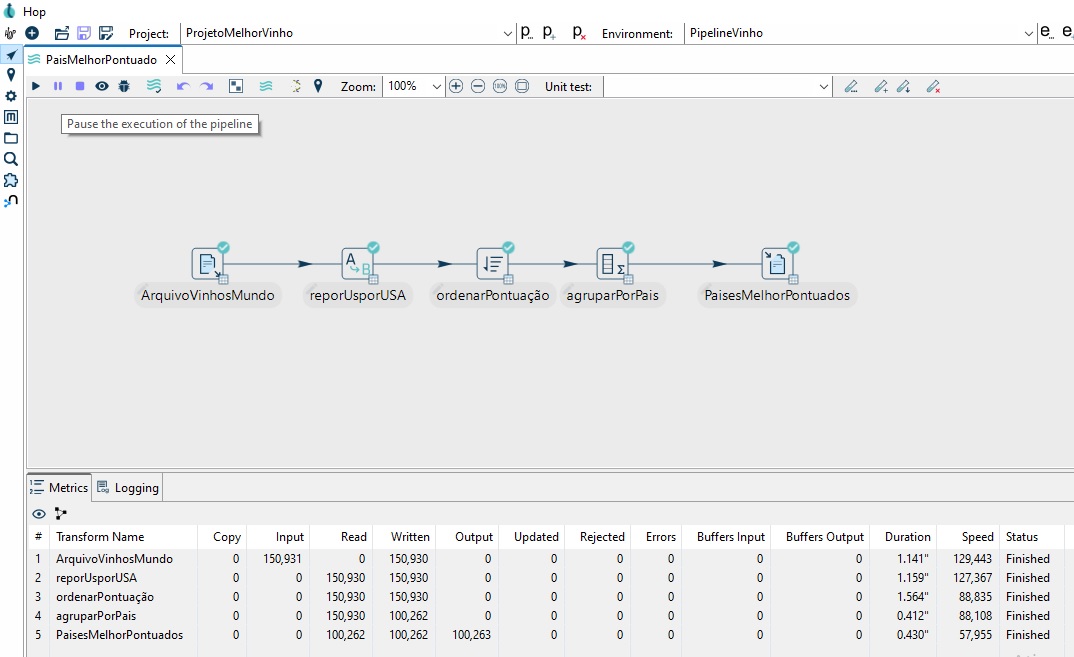 Hop
Project: ProjetoMelhorVinho Environment: PipelineVinho
PaisMelhorPontuado
Zoom: 100% Unit test:
Pause the execution of the pipeline
ArquivoVinhosMundo reporUsporUSA ordenarPontuação agruparPorPais PaisesMelhorPontuados
Metrics Logging
# Transform Name Copy Input Read Written Output Updated Rejected Errors Buffers Input Buffers Output Duration Speed Status
1 ArquivoVinhosMundo 0 150,931 0 150,930 0 0 0 0 0 0 1.141" 129,443 Finished
2 reporUsporUSA 0 0 150,930 150,930 0 0 0 0 0 0 1.159" 127,367 Finished
3 ordenarPontuação 0 0 150,930 150,930 0 0 0 0 0 0 1.564" 88,835 Finished
4 agruparPorPais 0 0 150,930 100,262 0 0 0 0 0 0 0.412" 88,108 Finished
5 PaisesMelhorPontuados 0 0 100,262 100,262 100,263 0 0 0 0 0 0.430" 57,955 Finished